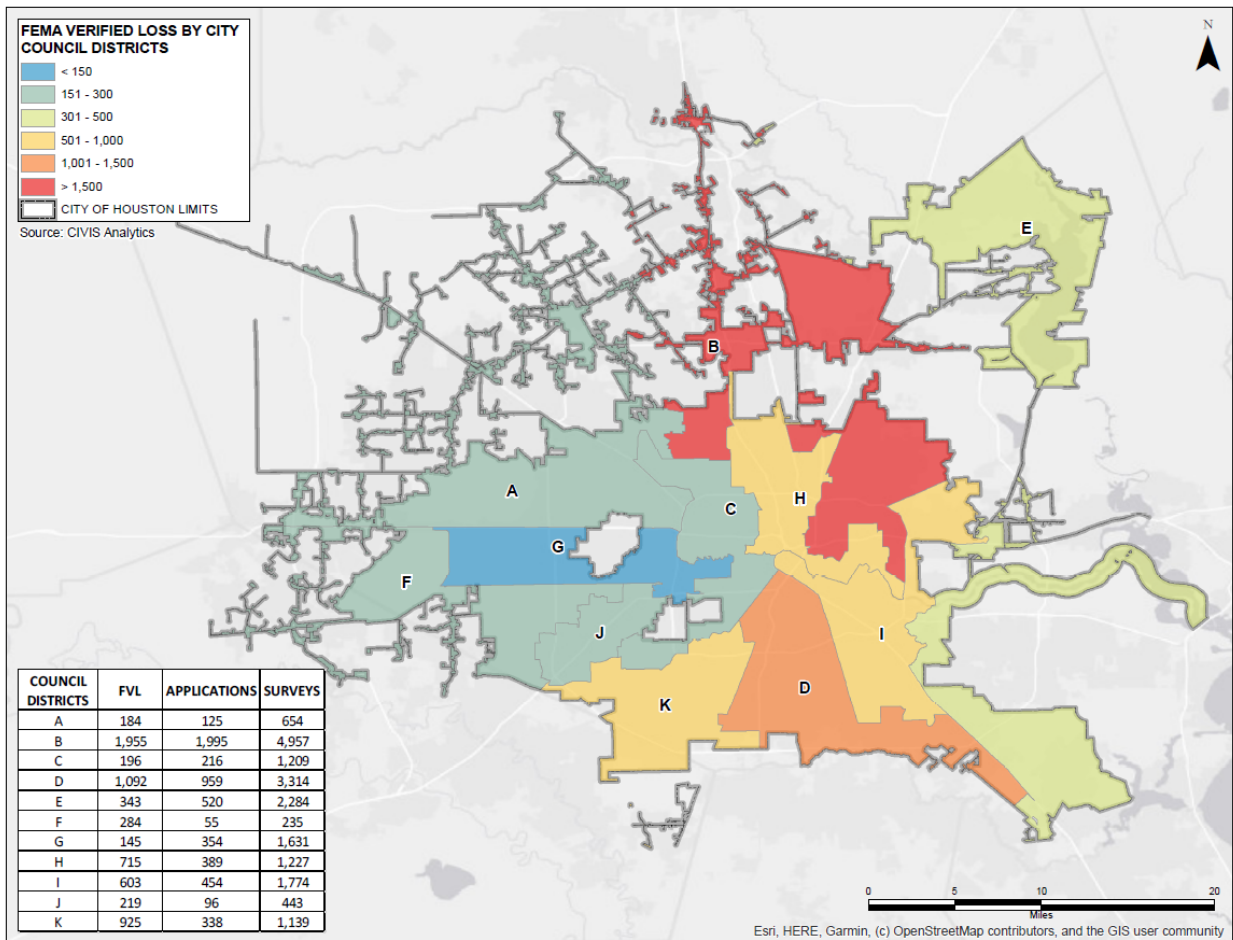 FEMA VERIFIED LOSS BY CITY
COUNCIL DISTRICTS
< 150
151 - 300
301 - 500
501 - 1,000
1,001 - 1,500
> 1,500
CITY OF HOUSTON LIMITS
Source: CIVIS Analytics
N
E
B
A
C
H
G
F
J
I
D
K
COUNCIL DISTRICTS FVL APPLICATIONS SURVEYS
A 184 125 654
B 1,955 1,995 4,957
C 196 216 1,209
D 1,092 959 3,314
E 343 520 2,284
F 284 55 235
G 145 354 1,631
H 715 389 1,227
I 603 454 1,774
J 219 96 443
K 925 338 1,139
0 5 10 20
Miles
Esri, HERE, Garmin, (c) OpenStreetMap contributors, and the GIS user community